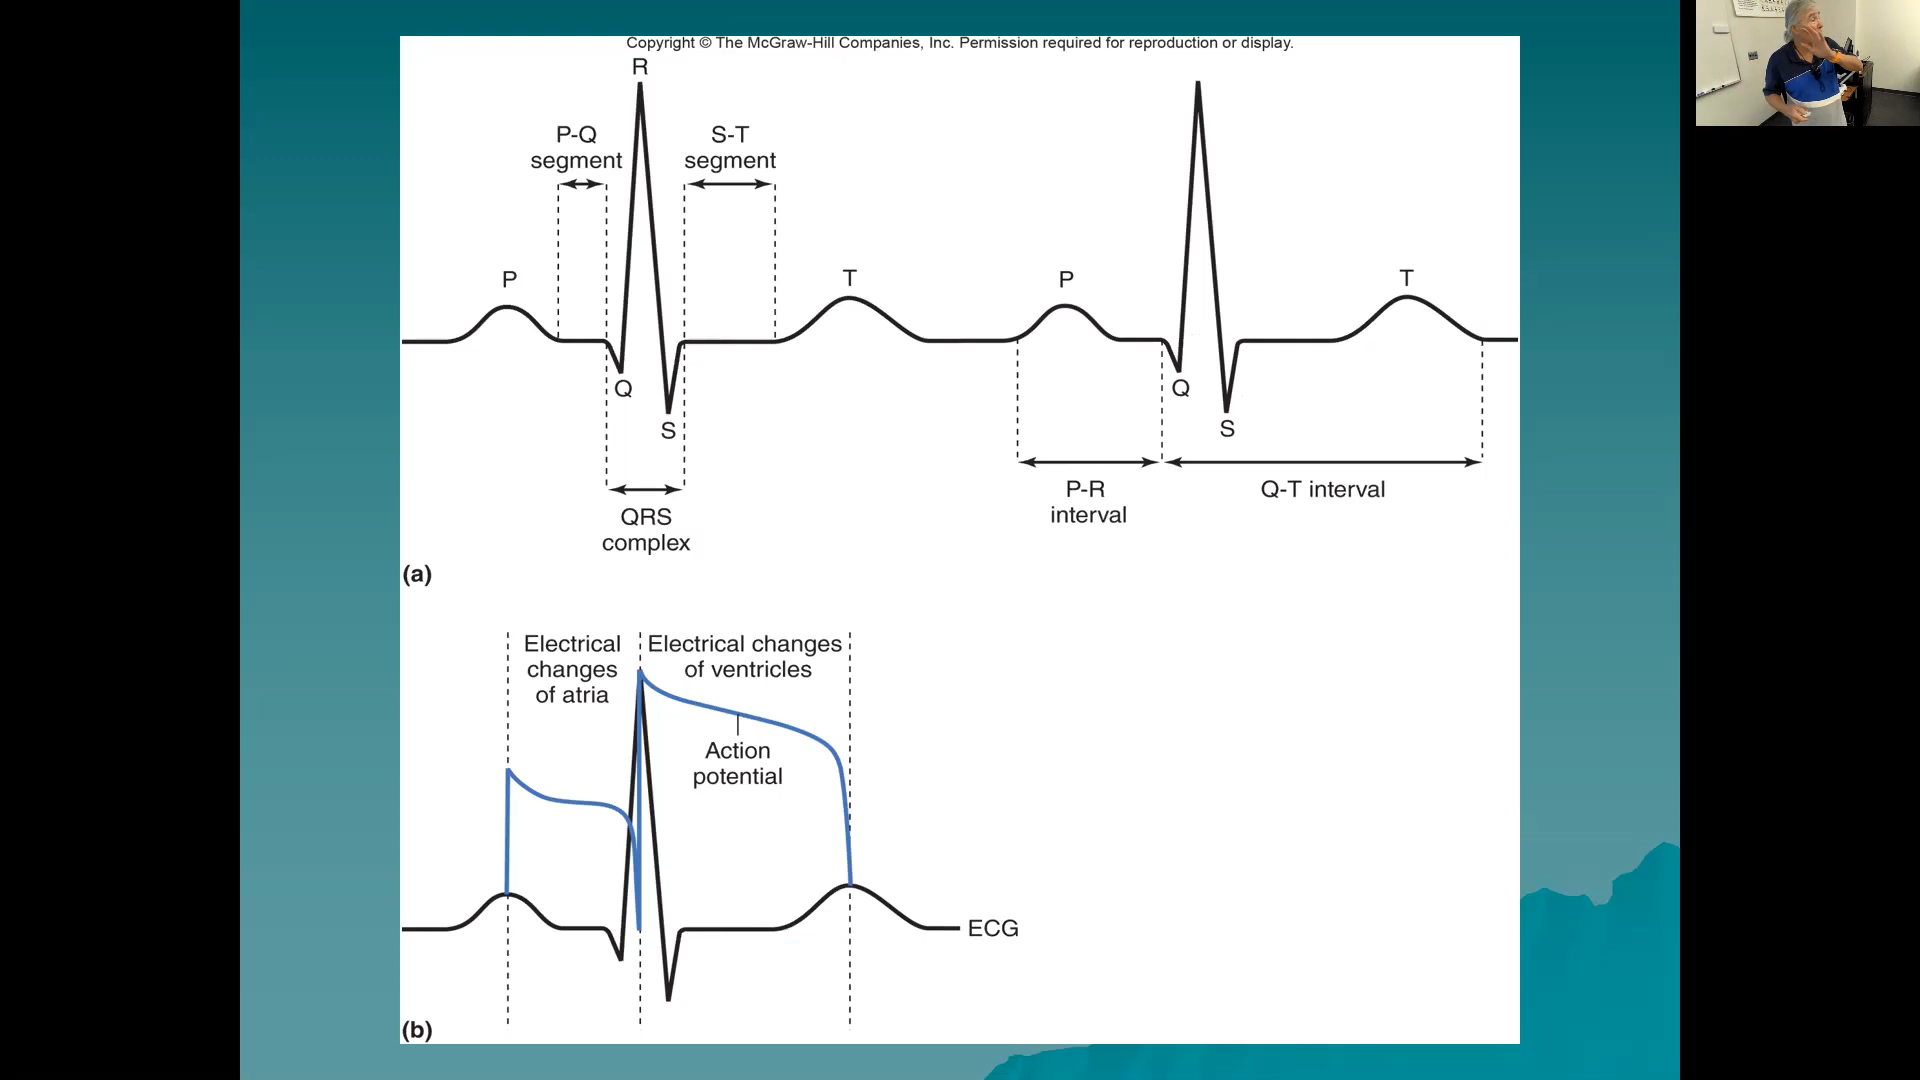 Copyright © The McGraw-Hill Companies, Inc. Permission required for reproduction or display.
R
P-Q
segment
S-T
segment
P
T
P
T
Q
S
Q
S
QRS
complex
P-R
interval
Q-T interval
(a)
Electrical
changes
of atria
Electrical changes
of ventricles
Action
potential
ECG
(b)